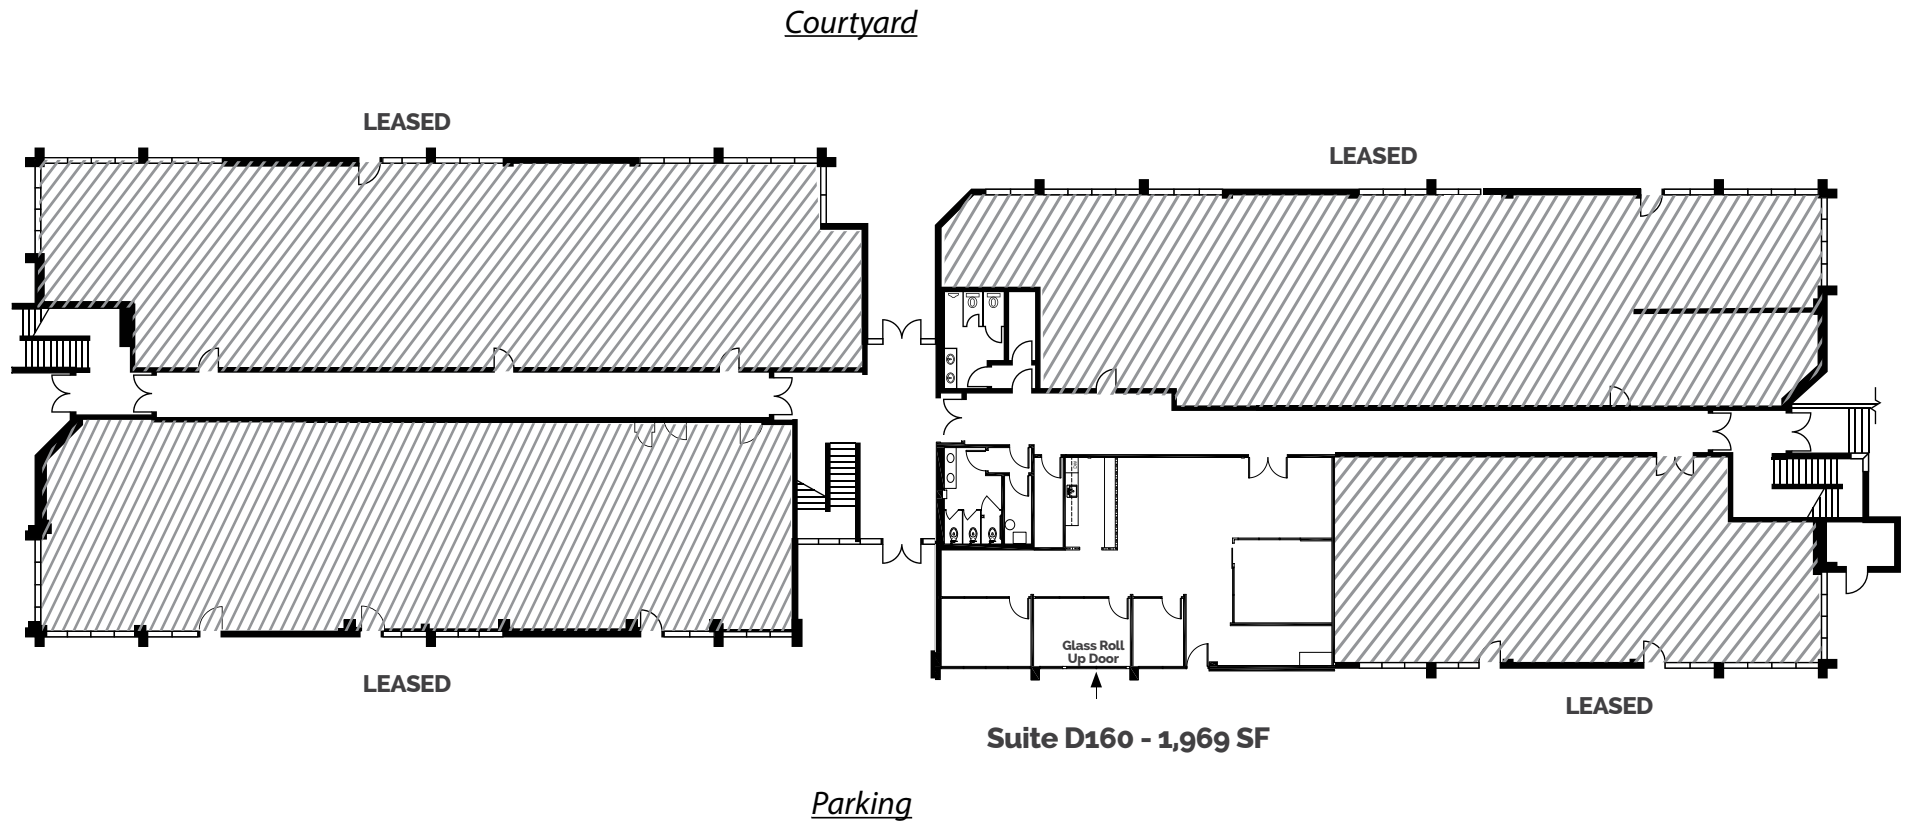 Courtyard
LEASED
LEASED
Glass Roll
Up Door
LEASED
LEASED
Suite D160 - 1,969 SF
Parking